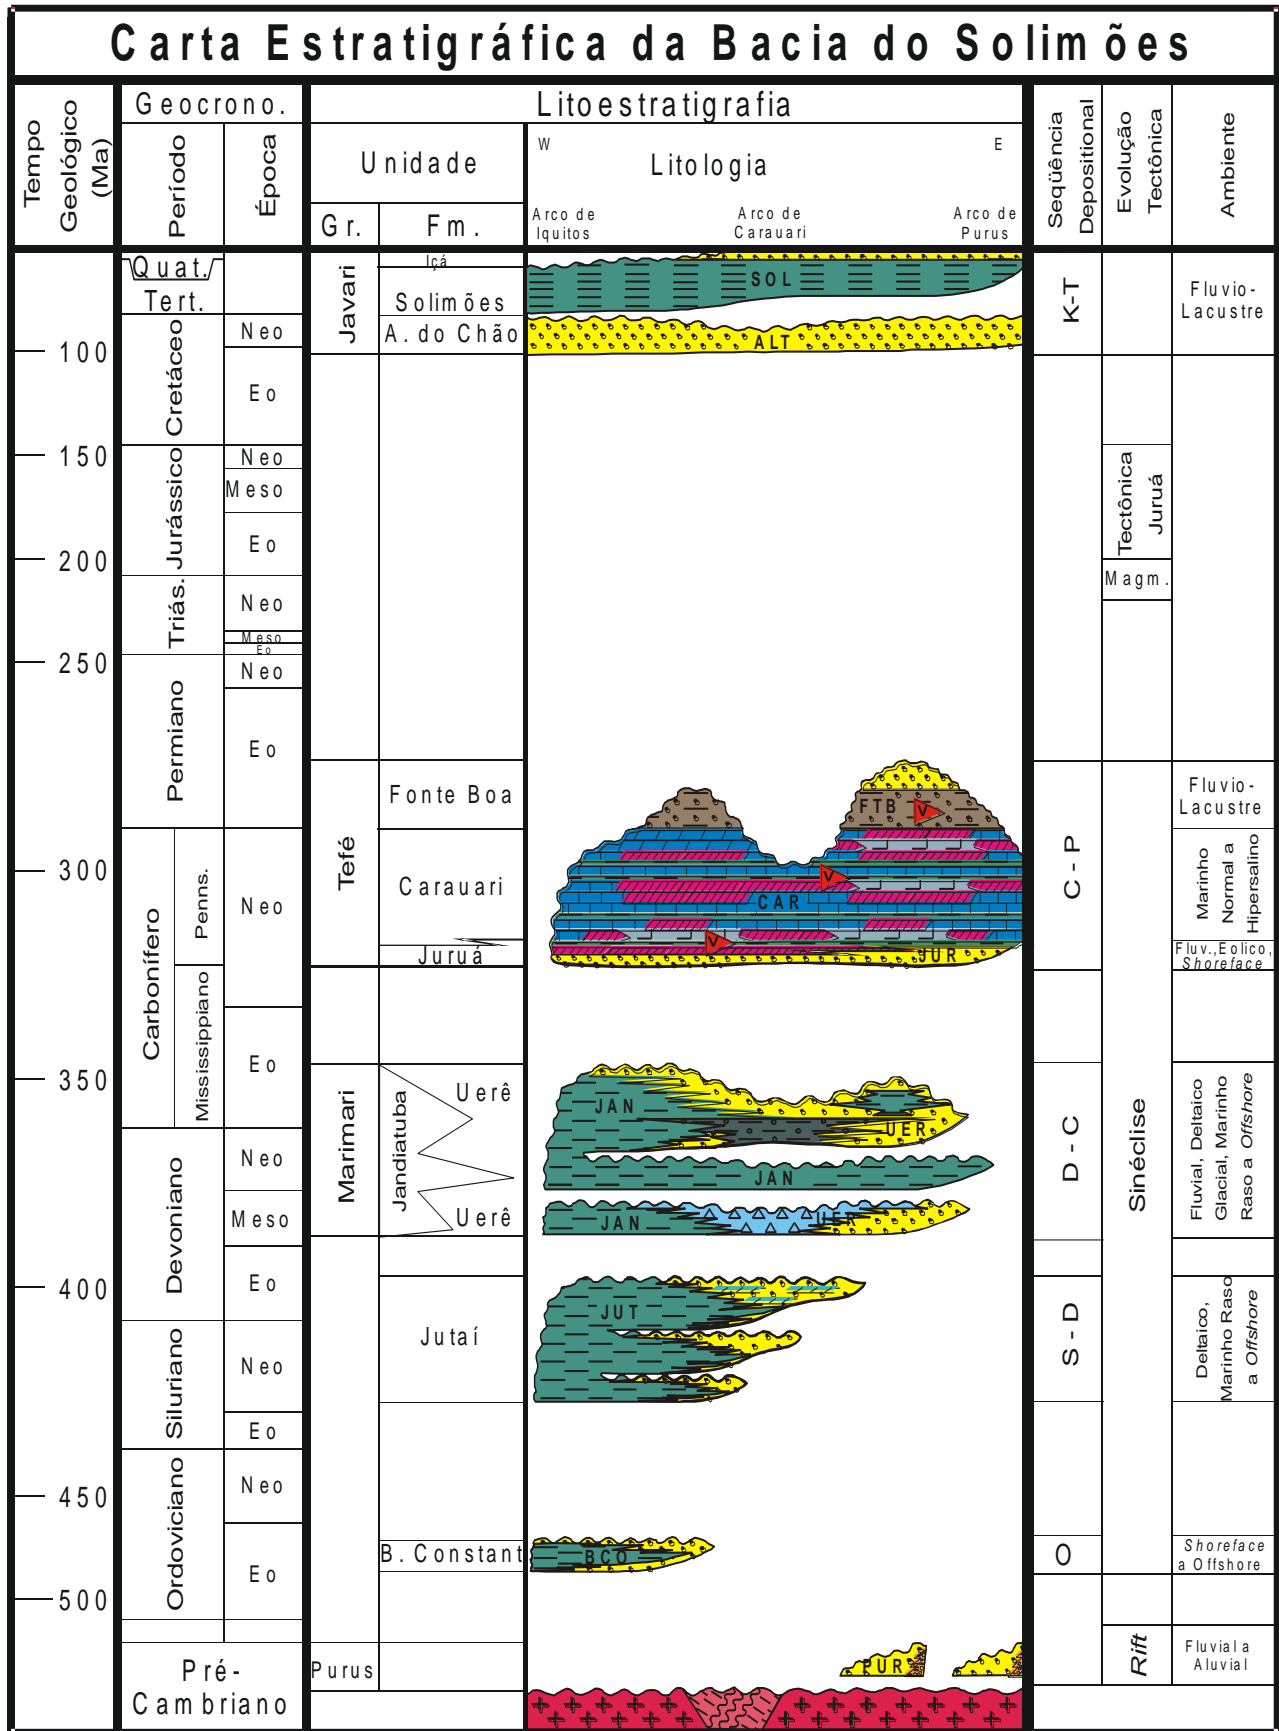 Carta Estratigráfica da Bacia do Solimões
Tempo
Geológico
(Ma)
Geocrono.
Período
Época
Litoestratigrafia
Unidade
Gr.
Fm.
Litologia
W
E
Arco de
Iquitos
Arco de
Carauari
Arco de
Purus
Seqüência
Depositional
Evolução
Tectônica
Ambiente
100
150
200
250
300
350
400
450
500
Quat.
Tert.
Cretáceo
Neo
Eo
Jurássico
Neo
Meso
Eo
Triás.
Neo
Meso
Eo
Permiano
Neo
Eo
Carbonífero
Penns.
Mississippiano
Neo
Eo
Devoniano
Neo
Meso
Eo
Siluriano
Neo
Eo
Ordoviciano
Neo
Eo
Pré-
Cambriano
Javari
Içá
Solimões
A. do Chão
Tefé
Fonte Boa
Carauari
Juruá
Marimari
Jandiatuba
Uerê
Uerê
Jutaí
B. Constant
Purus
SOL
ALT
FTB
V
V
CAR
V
JUR
JAN
UER
JAN
JAN
UER
JUT
BCO
PUR
K-T
C - P
D - C
S - D
O
Tectônica
Juruá
Magm.
Sinéclise
Rift
Fluvio-
Lacustre
Fluvio-
Lacustre
Marinho
Normal a
Hipersalino
Fluv.,Eolico,
Shoreface
Fluvial, Deltaico
Glacial, Marinho
Raso a Offshore
Deltaico,
Marinho Raso
a Offshore
Shoreface
a Offshore
Fluvial a
Aluvial